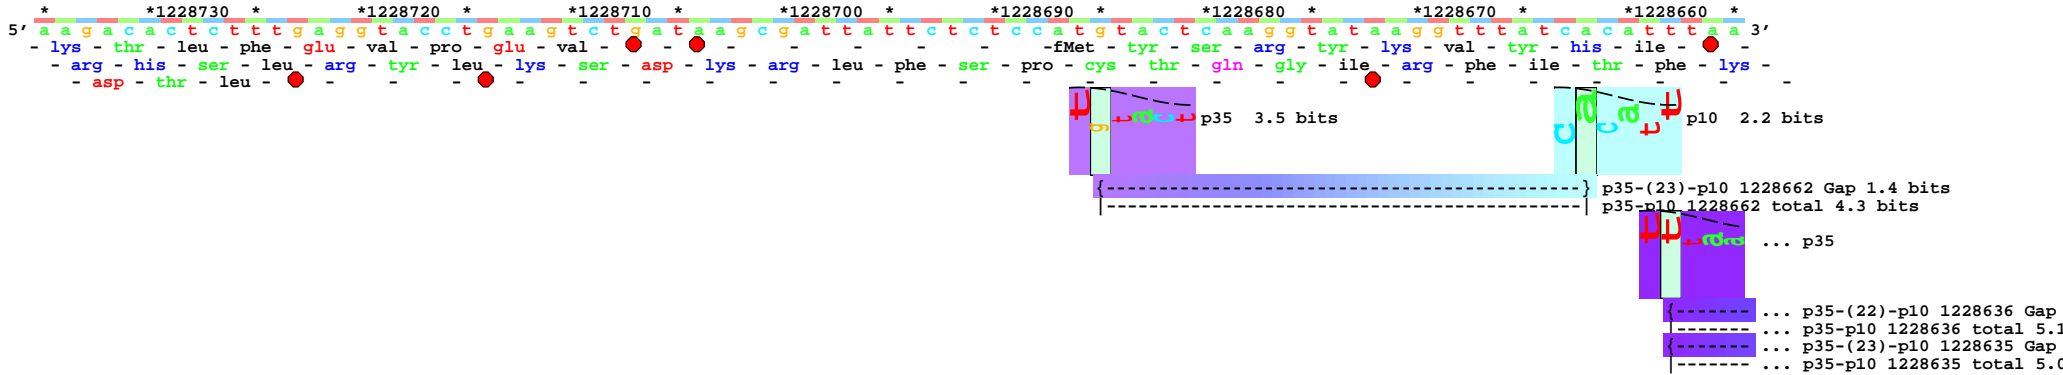 * *1228730 * *1228720 * *1228710 * *1228700 * *1228690 * *1228680 * *1228670 * *1228660 *
5' a a g a c a c t c t t t g a g g t a c c t g a a g t c t g a t a a g c g a t t a t t c t c t c c a t g t a c t c a a g g t a t a a g g t t t a t c a c a t t t a a 3'
- lys - thr - leu - phe - glu - val - pro - glu - val - - - - - - - -fMet - tyr - ser - arg - tyr - lys - val - tyr - his - ile - -
- arg - his - ser - leu - arg - tyr - leu - lys - ser - asp - lys - arg - leu - phe - ser - pro - cys - thr - gln - gly - ile - arg - phe - ile - thr - phe - lys -
- asp - thr - leu - - - - - - - - - - - - - - - - - - - - - - - - -
t g t a c t p35 3.5 bits
c a c a t t p10 2.2 bits
{-----------------------------------------------} p35-(23)-p10 1228662 Gap 1.4 bits
|-----------------------------------------------| p35-p10 1228662 total 4.3 bits
t t t a a ... p35
{------- ... p35-(22)-p10 1228636 Gap
|------- ... p35-p10 1228636 total 5.1
{------- ... p35-(23)-p10 1228635 Gap
|------- ... p35-p10 1228635 total 5.0